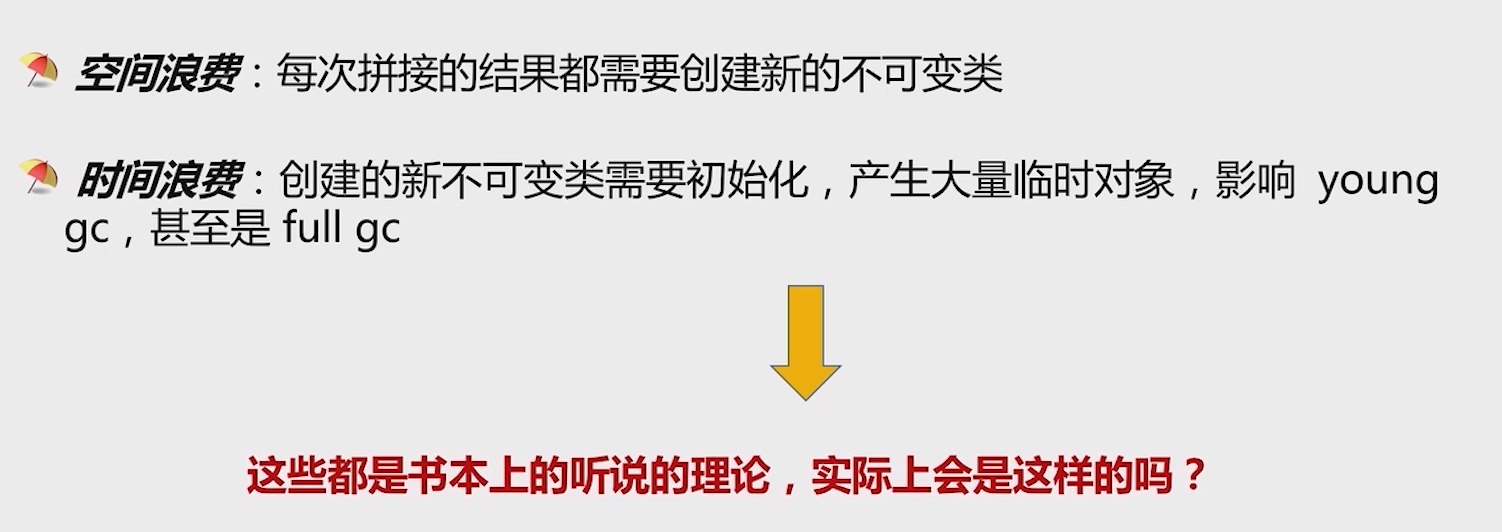 空间浪费：每次拼接的结果都需要创建新的不可变类
时间浪费：创建的新不可变类需要初始化，产生大量临时对象，影响 young
gc，甚至是 full gc
这些都是书本上的听说的理论，实际上会是这样的吗？